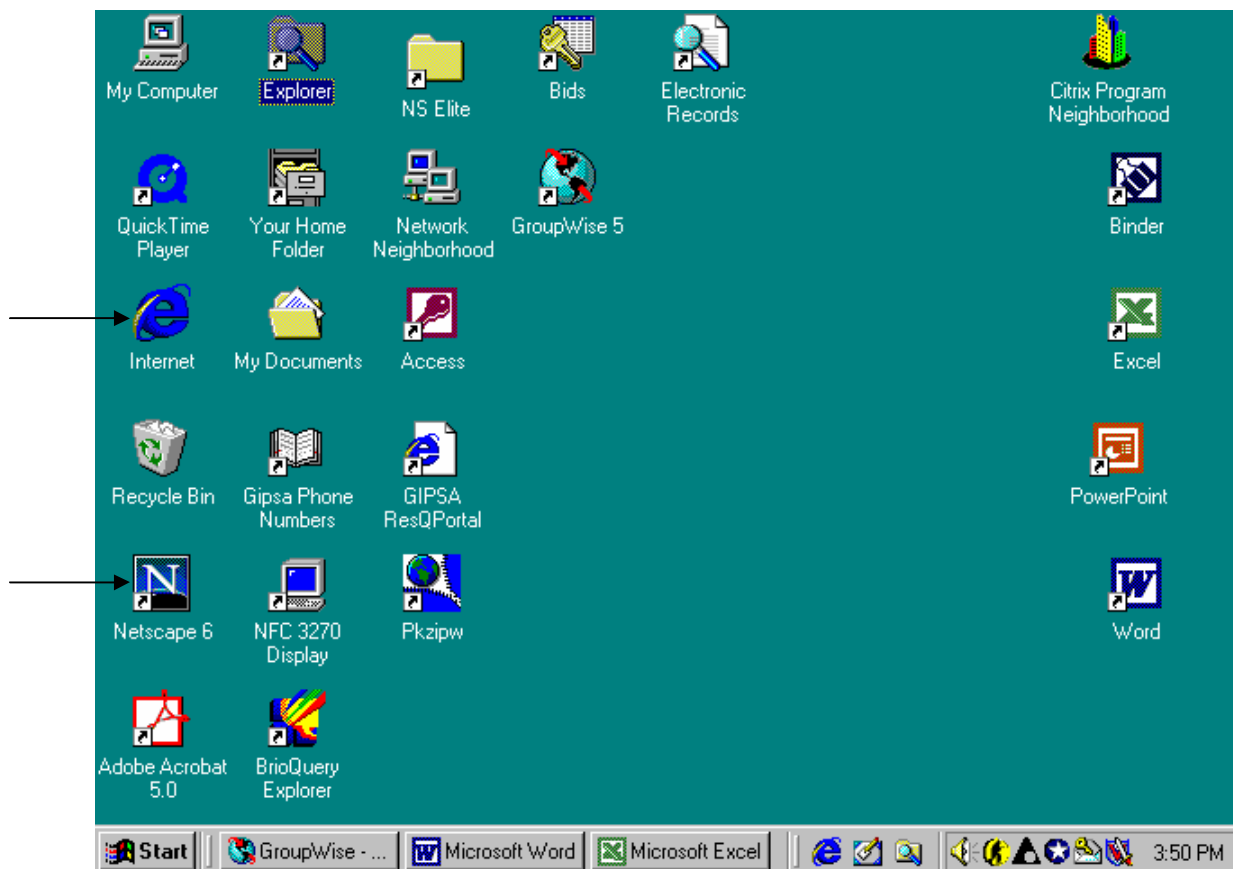 My Computer
Explorer
NS Elite
Bids
Electronic
Records
Citrix Program
Neighborhood
QuickTime
Player
Your Home
Folder
Network
Neighborhood
GroupWise 5
Binder
Internet
My Documents
Access
Excel
Recycle Bin
Gipsa Phone
Numbers
GIPSA
ResQPortal
PowerPoint
N
Netscape 6
NFC 3270
Display
Pkzipw
W
Word
Adobe Acrobat
5.0
BrioQuery
Explorer
Start
GroupWise - ...
Microsoft Word
Microsoft Excel
3:50 PM